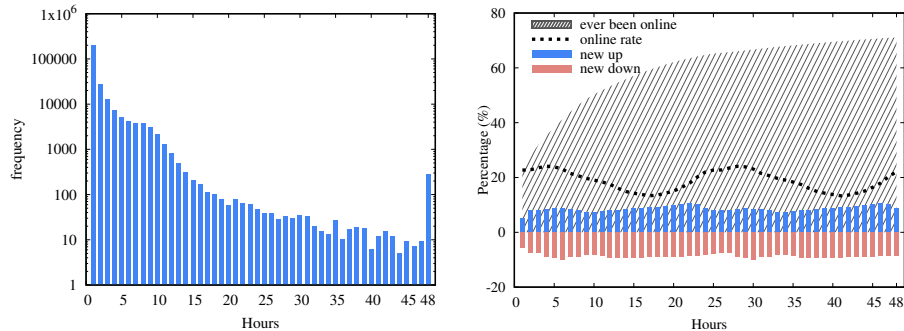 1x10⁶
100000
10000
1000
100
10
1
frequency
0 5 10 15 20 25 30 35 40 45 48
Hours
80
60
40
20
0
-20
Percentage (%)
ever been online
online rate
new up
new down
0 5 10 15 20 25 30 35 40 45 48
Hours